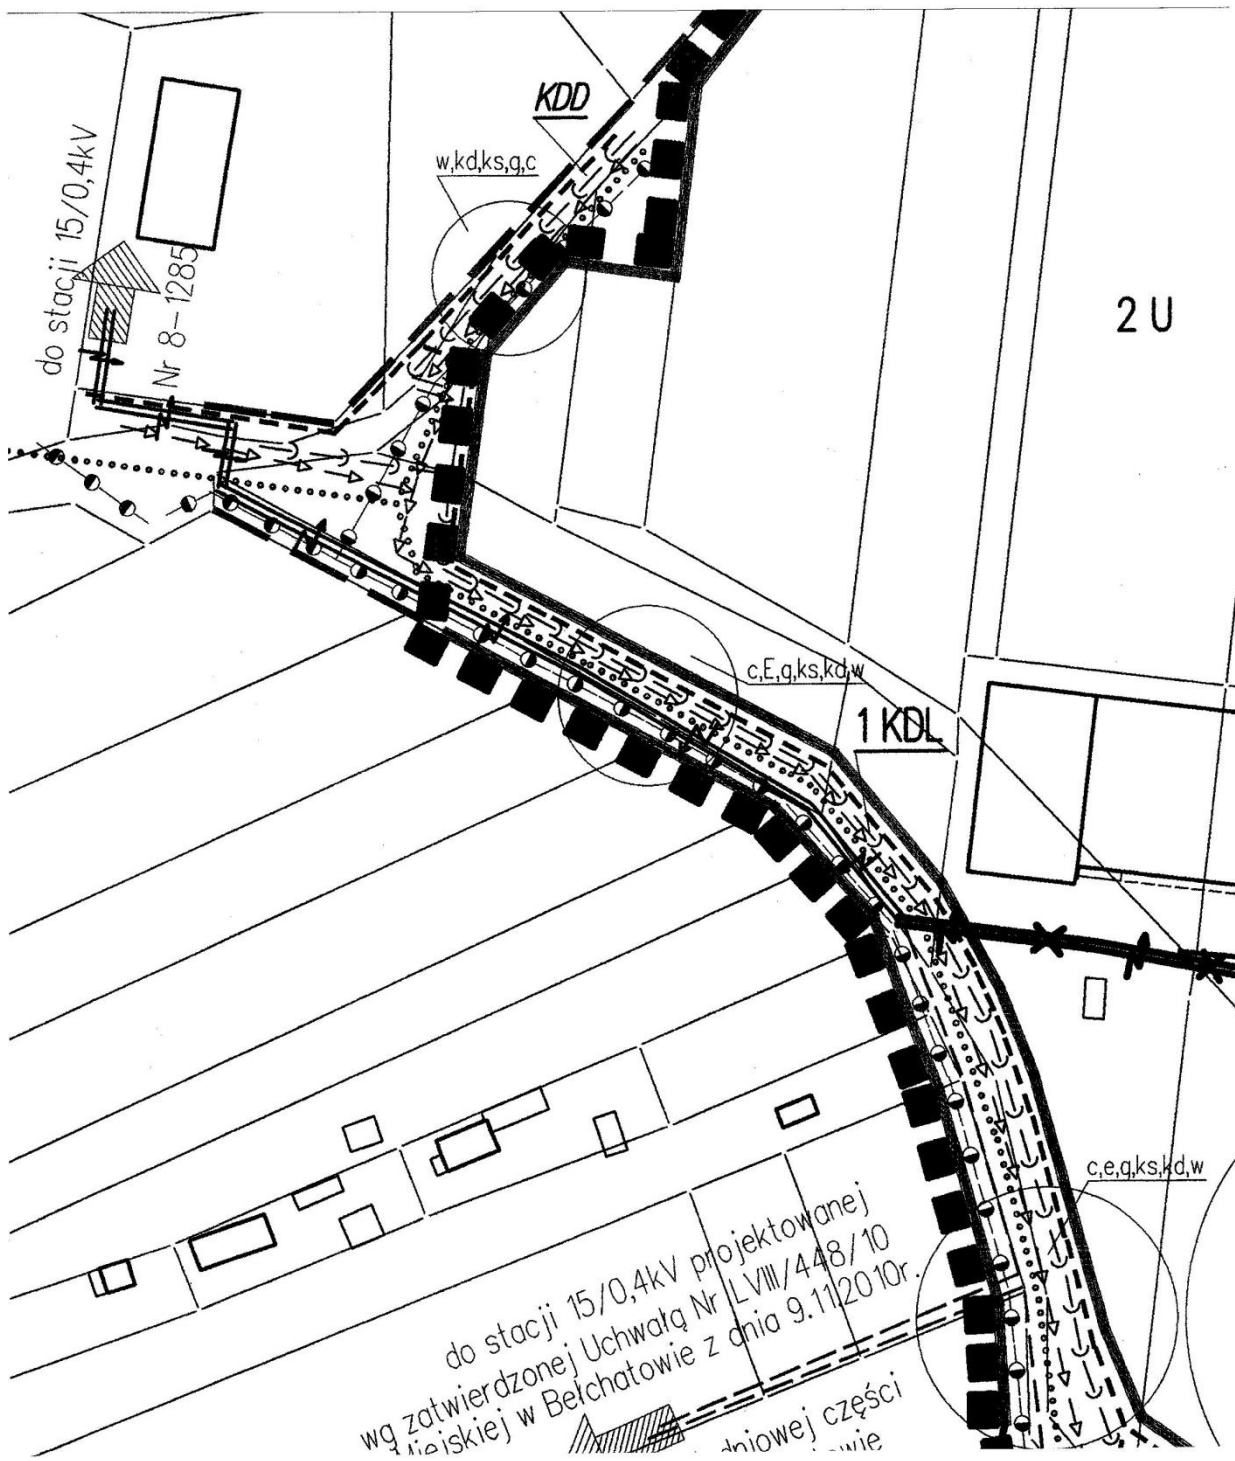 KDD
w,kd,ks,g,c
do stacji 15/0,4kV
Nr 8-1285
2 U
c,E,g,ks,kd,w
1 KDL
c,e,g,ks,kd,w
do stacji 15/0,4kV projektowanej
wg zatwierdzonej Uchwałą Nr LVIII/448/10
Miejskiej w Bełchatowie z dnia 9.11.2010r.
części